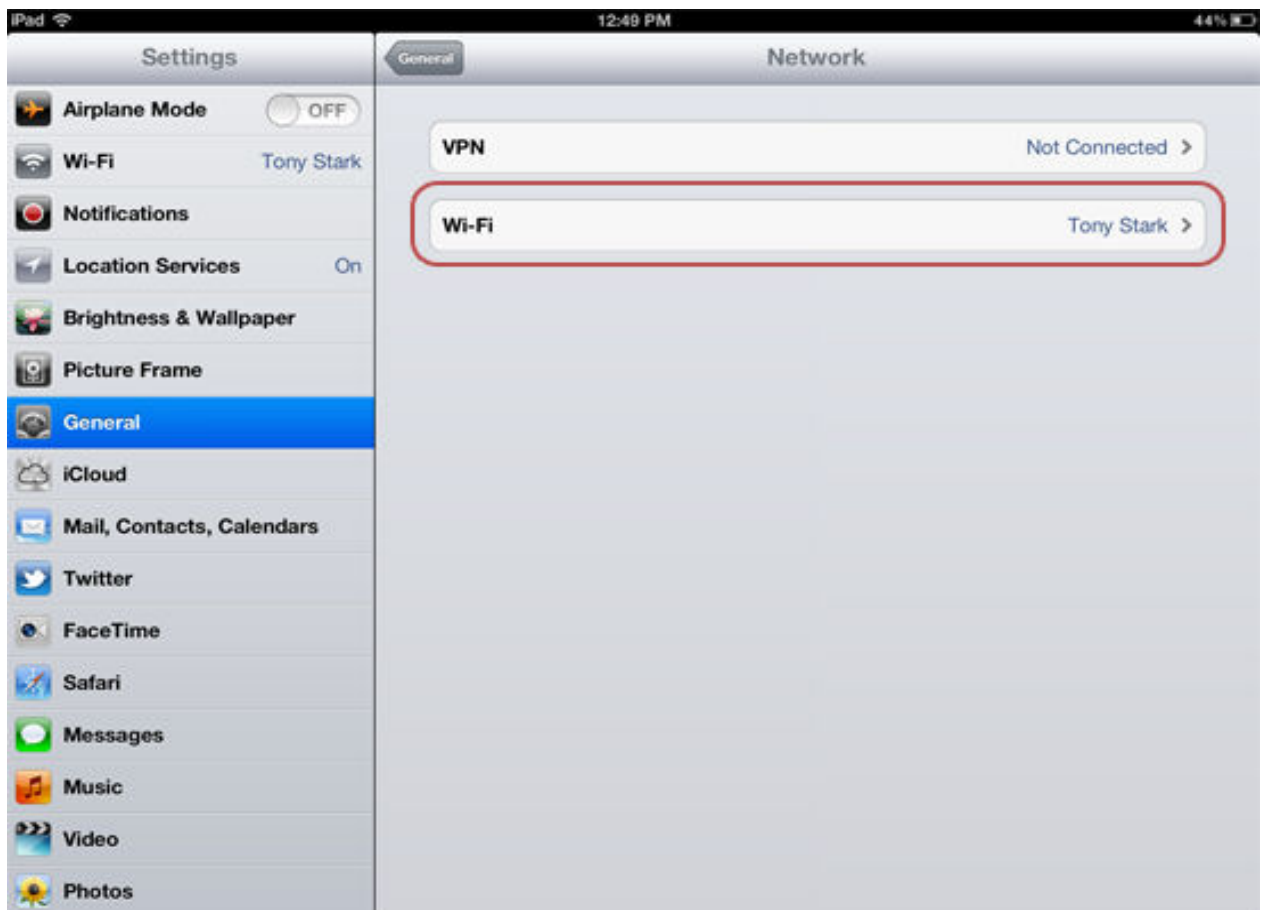 iPad 12:49 PM 44%
Settings
Airplane Mode OFF
Wi-Fi Tony Stark
Notifications
Location Services On
Brightness & Wallpaper
Picture Frame
General
iCloud
Mail, Contacts, Calendars
Twitter
FaceTime
Safari
Messages
Music
Video
Photos
General Network
VPN Not Connected
Wi-Fi Tony Stark